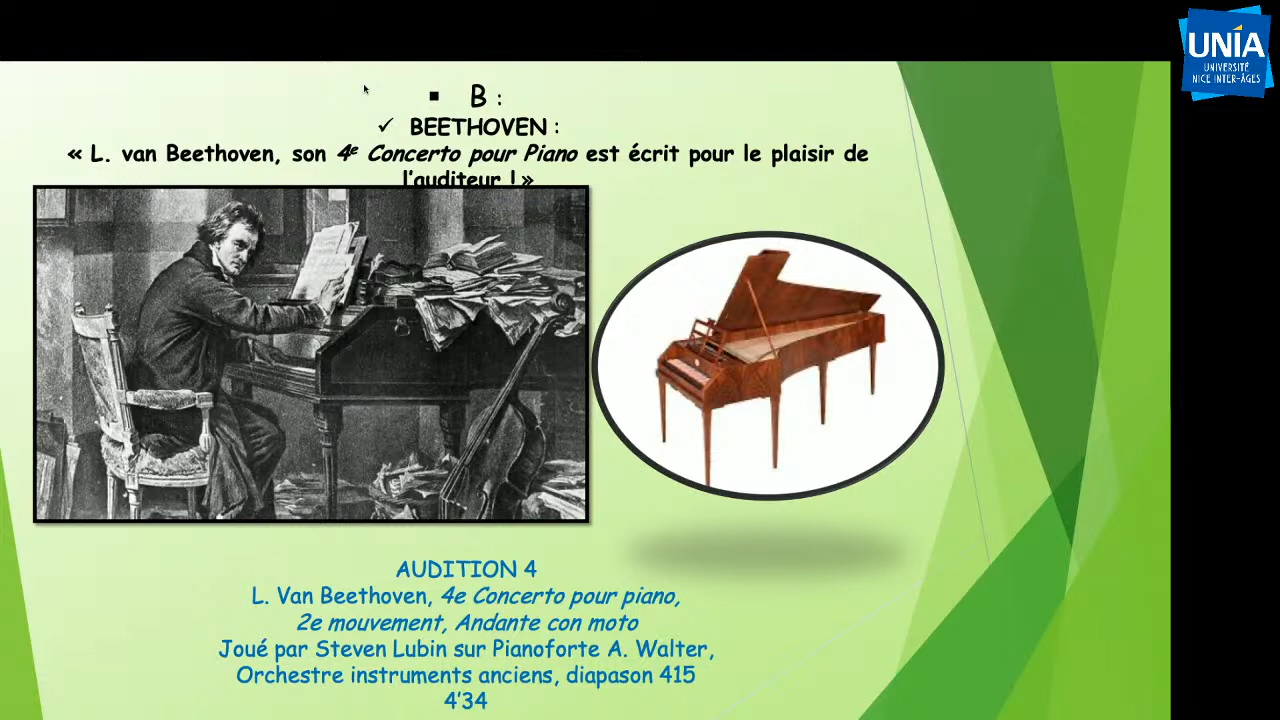 UNIA
UNIVERSITÉ
NICE INTER-ÂGES
▪ B :
✓ BEETHOVEN :
« L. van Beethoven, son 4e Concerto pour Piano est écrit pour le plaisir de
l'auditeur ! »
AUDITION 4
L. Van Beethoven, 4e Concerto pour piano,
2e mouvement, Andante con moto
Joué par Steven Lubin sur Pianoforte A. Walter,
Orchestre instruments anciens, diapason 415
4'34